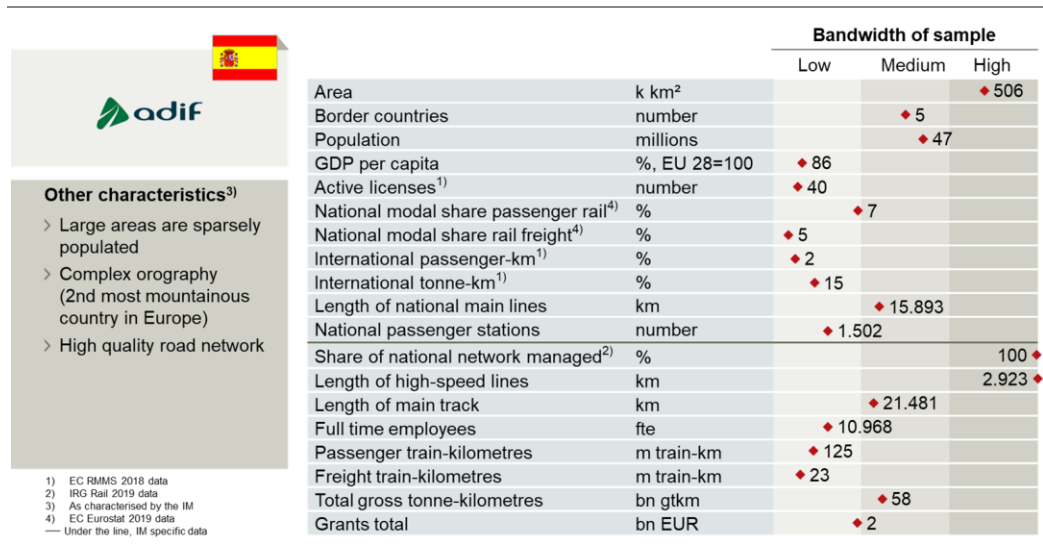 adif
Other characteristics3)
> Large areas are sparsely
populated
> Complex orography
(2nd most mountainous
country in Europe)
> High quality road network
1) EC RMMS 2018 data
2) IRG Rail 2019 data
3) As characterised by the IM
4) EC Eurostat 2019 data
— Under the line, IM specific data
Bandwidth of sample
Low Medium High
Area k km² 506
Border countries number 5
Population millions 47
GDP per capita %, EU 28=100 86
Active licenses1) number 40
National modal share passenger rail4) % 7
National modal share rail freight4) % 5
International passenger-km1) % 2
International tonne-km1) % 15
Length of national main lines km 15.893
National passenger stations number 1.502
Share of national network managed2) % 100
Length of high-speed lines km 2.923
Length of main track km 21.481
Full time employees fte 10.968
Passenger train-kilometres m train-km 125
Freight train-kilometres m train-km 23
Total gross tonne-kilometres bn gtkm 58
Grants total bn EUR 2